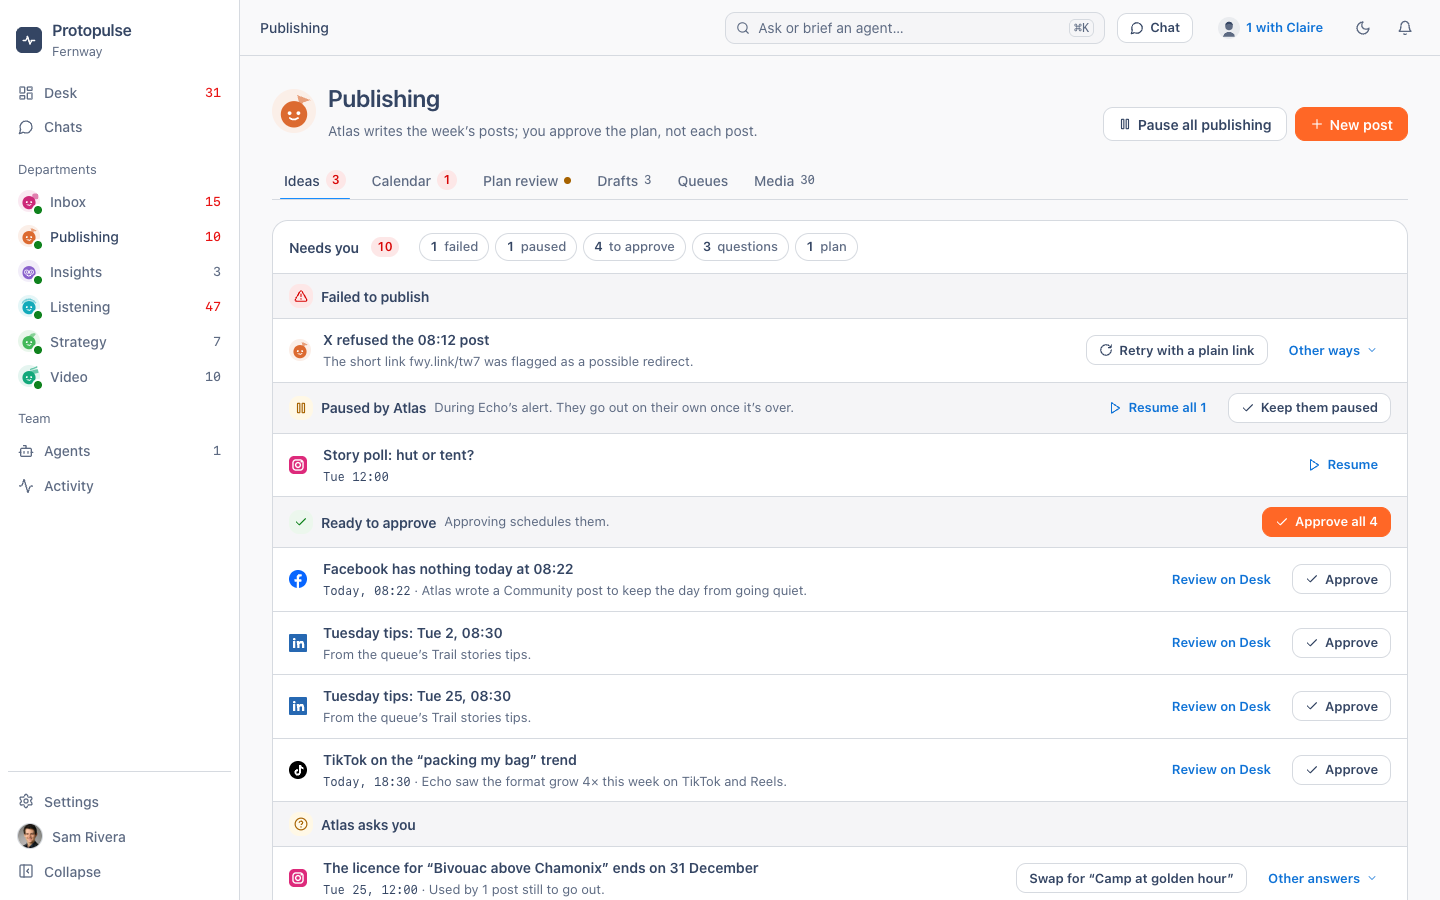 Protopulse
Fernway
Desk 31
Chats
Departments
Inbox 15
Publishing 10
Insights 3
Listening 47
Strategy 7
Video 10
Team
Agents 1
Activity
Settings
Sam Rivera
Collapse
Publishing
Ask or brief an agent… ⌘K
Chat
1 with Claire
Publishing
Atlas writes the week’s posts; you approve the plan, not each post.
Pause all publishing
New post
Ideas 3 Calendar 1 Plan review Drafts 3 Queues Media 30
Needs you 10 1 failed 1 paused 4 to approve 3 questions 1 plan
Failed to publish
X refused the 08:12 post
The short link fwy.link/tw7 was flagged as a possible redirect.
Retry with a plain link Other ways
Paused by Atlas During Echo’s alert. They go out on their own once it’s over. Resume all 1 Keep them paused
Story poll: hut or tent?
Tue 12:00
Resume
Ready to approve Approving schedules them. Approve all 4
Facebook has nothing today at 08:22
Today, 08:22 · Atlas wrote a Community post to keep the day from going quiet.
Review on Desk Approve
Tuesday tips: Tue 2, 08:30
From the queue’s Trail stories tips.
Review on Desk Approve
Tuesday tips: Tue 25, 08:30
From the queue’s Trail stories tips.
Review on Desk Approve
TikTok on the “packing my bag” trend
Today, 18:30 · Echo saw the format grow 4× this week on TikTok and Reels.
Review on Desk Approve
Atlas asks you
The licence for “Bivouac above Chamonix” ends on 31 December
Tue 25, 12:00 · Used by 1 post still to go out.
Swap for “Camp at golden hour” Other answers